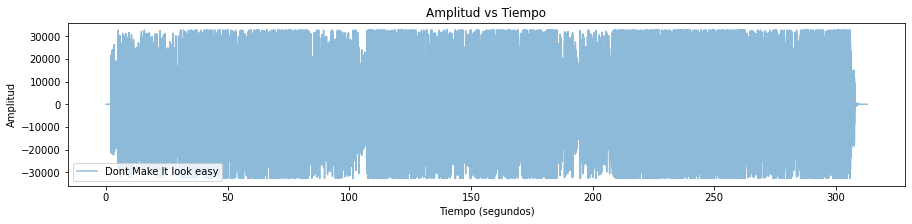 Amplitud vs Tiempo
30000
20000
10000
0
−10000
−20000
−30000
Amplitud
Dont Make It look easy
0 50 100 150 200 250 300
Tiempo (segundos)